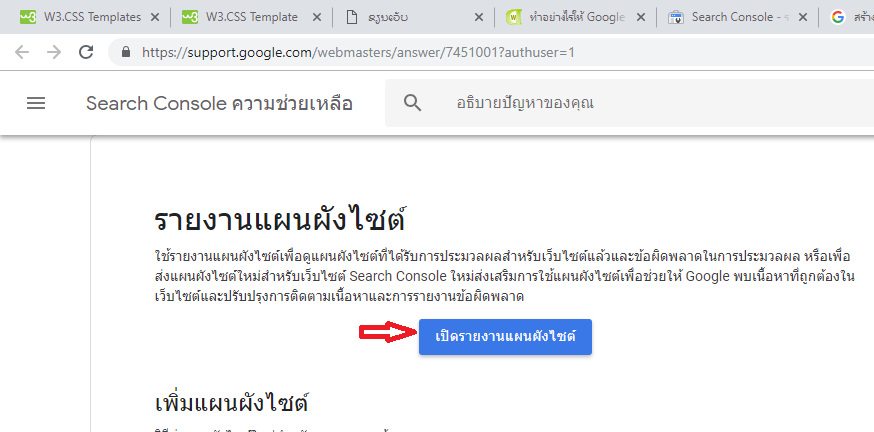 W3.CSS Templates
W3.CSS Template
ຂຽນເວັບ
ทำอย่างไรให้ Google
Search Console - ร
สร้าง
https://support.google.com/webmasters/answer/7451001?authuser=1
Search Console ความช่วยเหลือ
อธิบายปัญหาของคุณ
รายงานแผนผังไซต์
ใช้รายงานแผนผังไซต์เพื่อดูแผนผังไซต์ที่ได้รับการประมวลผลสำหรับเว็บไซต์แล้วและข้อผิดพลาดในการประมวลผล หรือเพื่อ
ส่งแผนผังไซต์ใหม่สำหรับเว็บไซต์ Search Console ใหม่ส่งเสริมการใช้แผนผังไซต์เพื่อช่วยให้ Google พบเนื้อหาที่ถูกต้องใน
เว็บไซต์และปรับปรุงการติดตามเนื้อหาและการรายงานข้อผิดพลาด
เปิดรายงานแผนผังไซต์
เพิ่มแผนผังไซต์